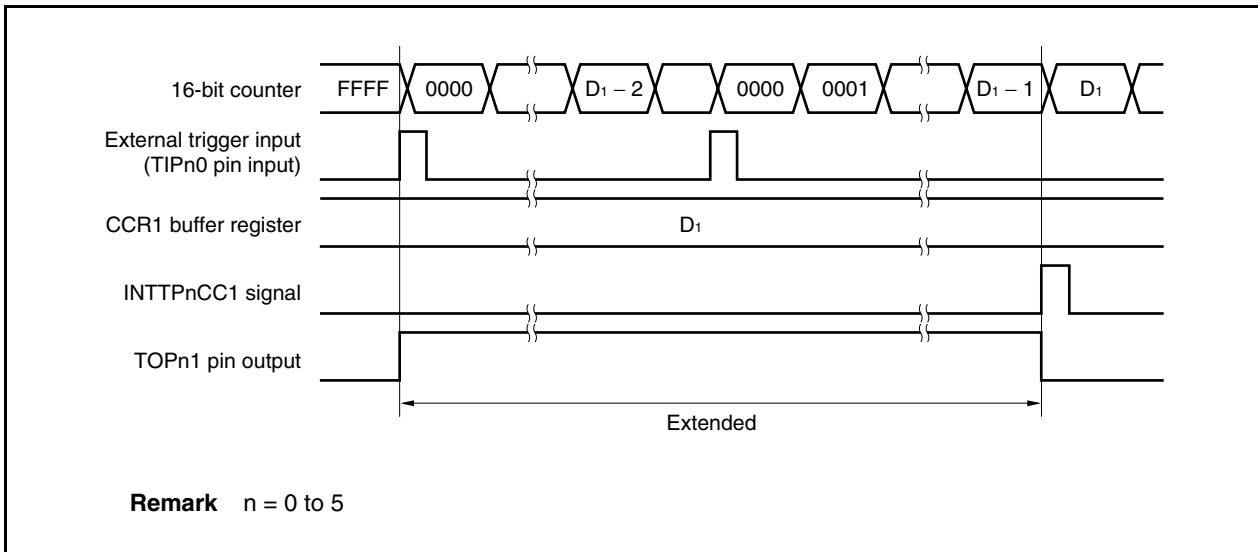 16-bit counter FFFF 0000 D₁ – 2 0000 0001 D₁ – 1 D₁
External trigger input
(TIPn0 pin input)
CCR1 buffer register D₁
INTTPnCC1 signal
TOPn1 pin output
Extended
Remark n = 0 to 5